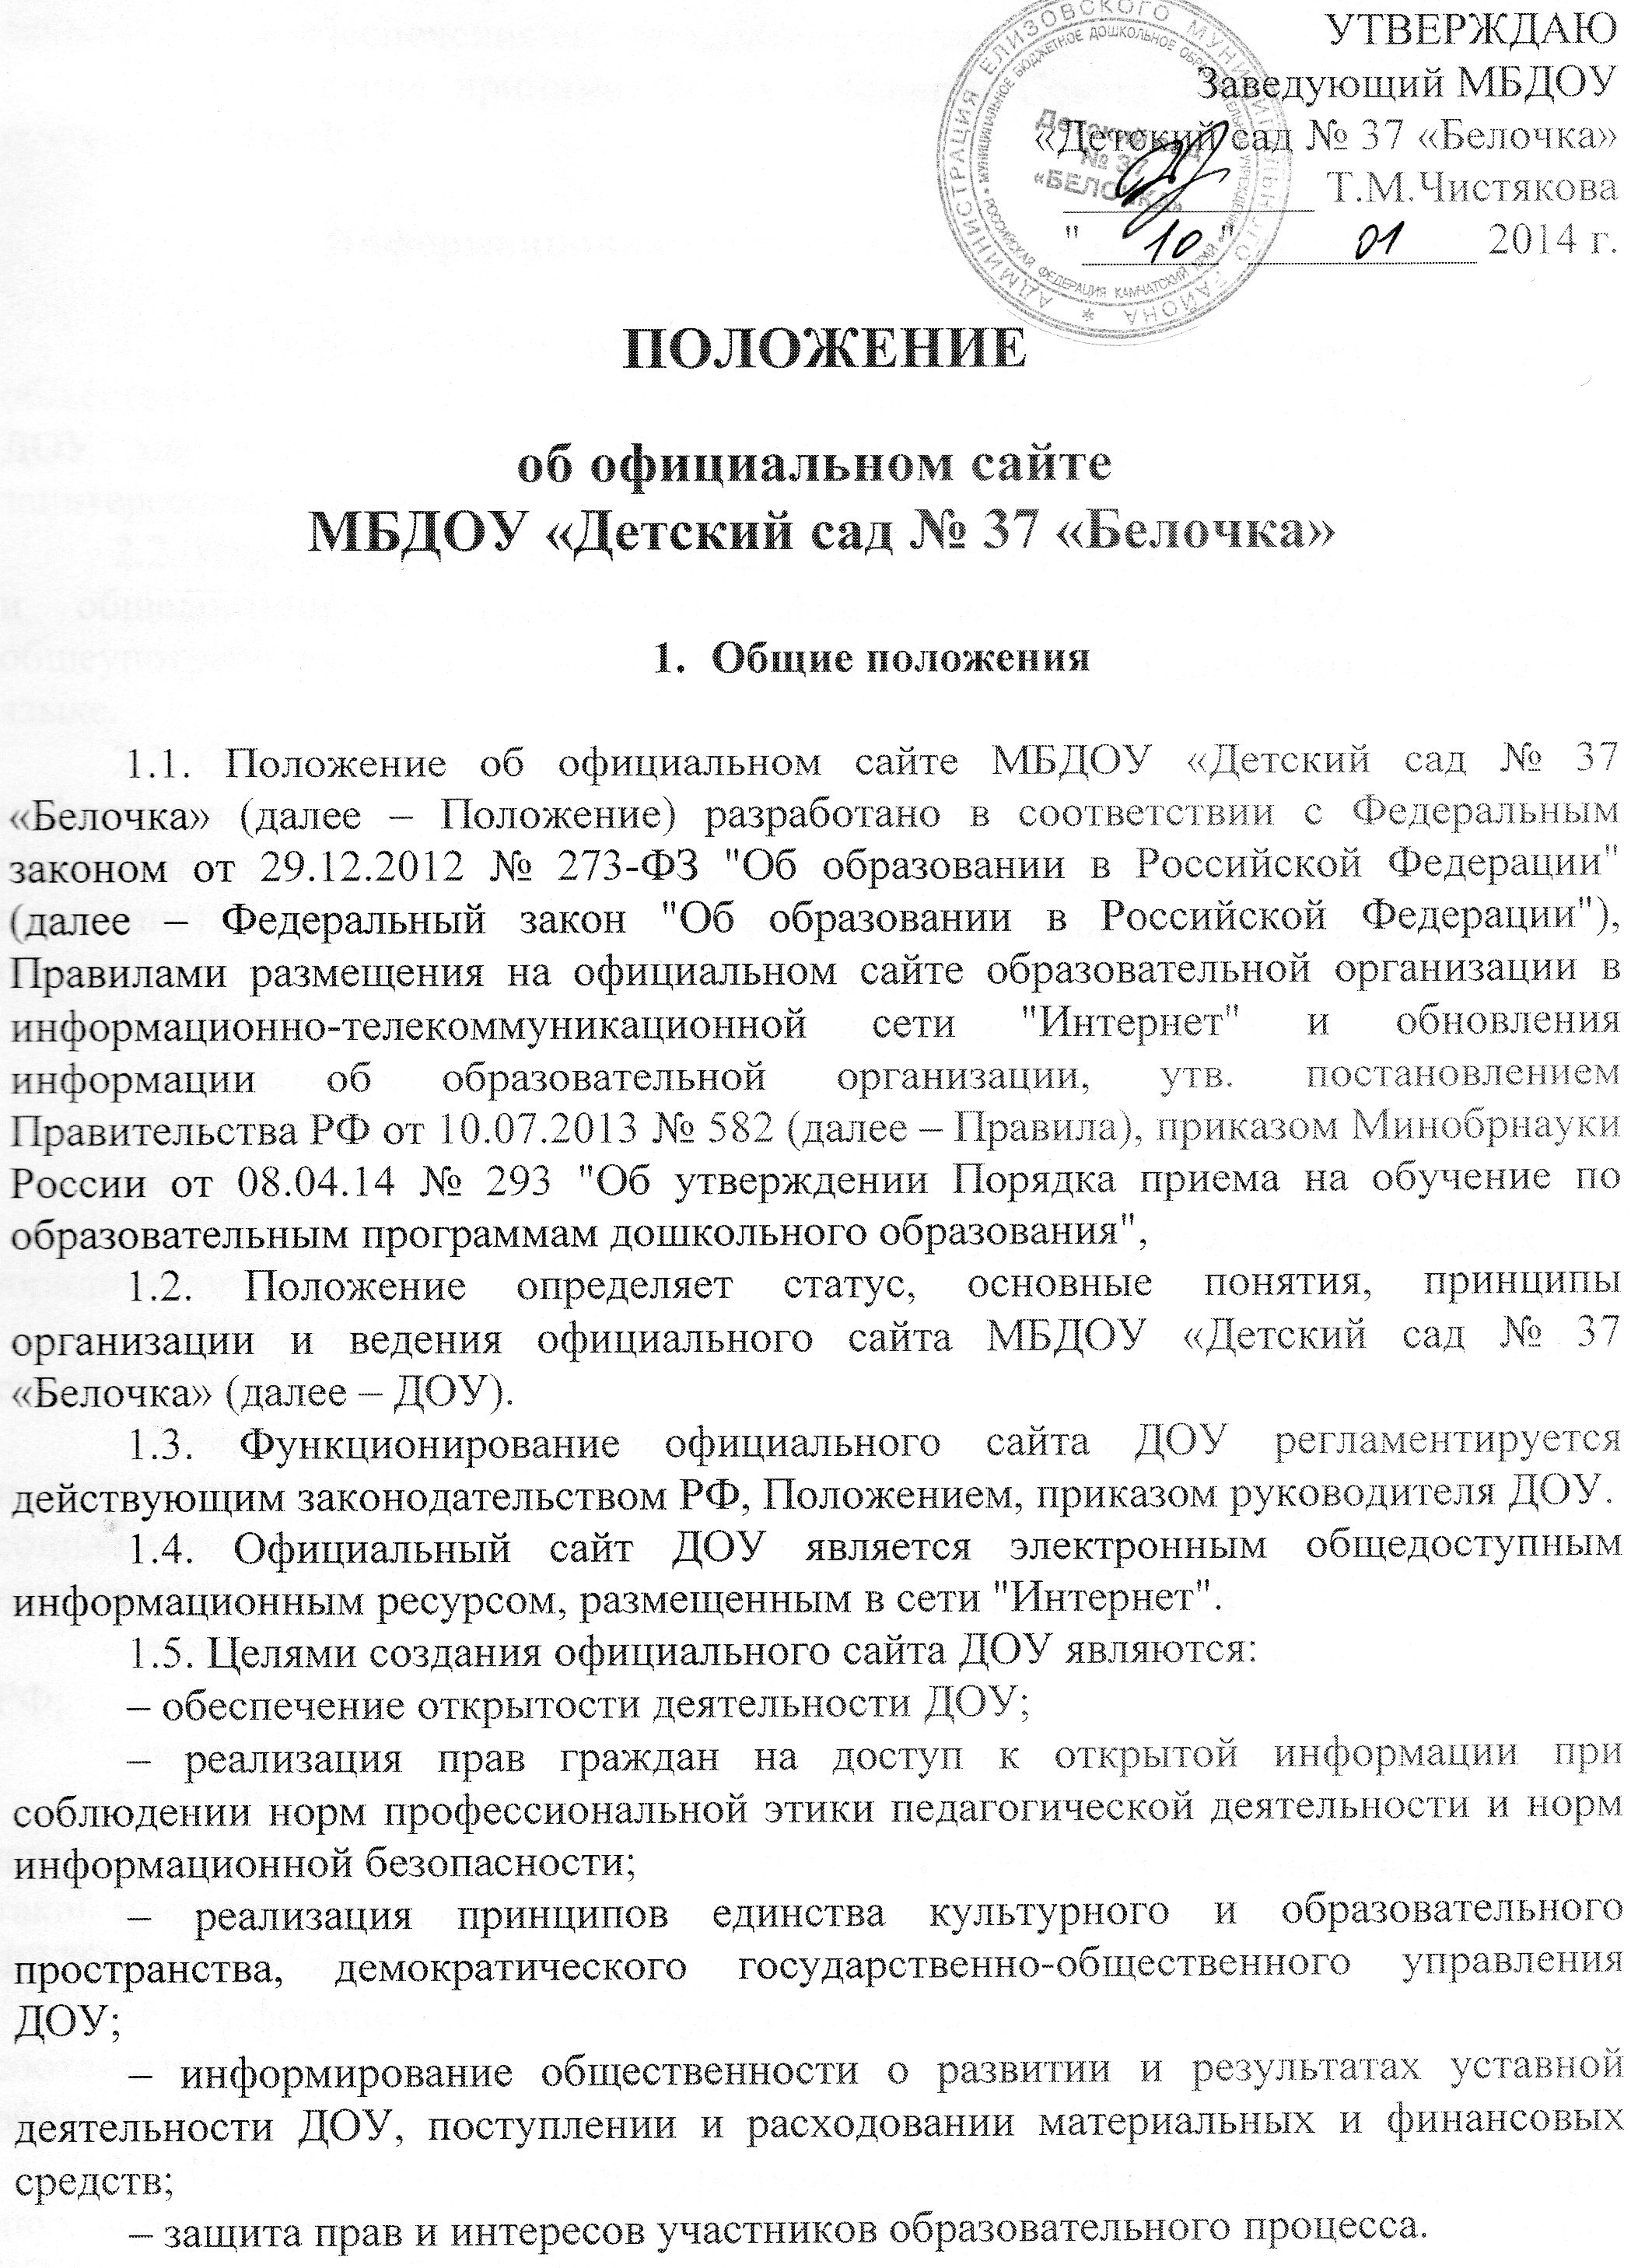 УТВЕРЖДАЮ
Заведующий МБДОУ
«Детский сад № 37 «Белочка»
Т.М.Чистякова
" 10 " 01 2014 г.
АДМИНИСТРАЦИЯ ЕЛИЗОВСКОГО МУНИЦИПАЛЬНОГО РАЙОНА *
МУНИЦИПАЛЬНОЕ БЮДЖЕТНОЕ ДОШКОЛЬНОЕ
РОССИЙСКАЯ ФЕДЕРАЦИЯ КАМЧАТСКИЙ КРАЙ
ПОЛОЖЕНИЕ
об официальном сайте
МБДОУ «Детский сад № 37 «Белочка»
1. Общие положения
1.1. Положение об официальном сайте МБДОУ «Детский сад № 37
«Белочка» (далее – Положение) разработано в соответствии с Федеральным
законом от 29.12.2012 № 273-ФЗ "Об образовании в Российской Федерации"
(далее – Федеральный закон "Об образовании в Российской Федерации"),
Правилами размещения на официальном сайте образовательной организации в
информационно-телекоммуникационной сети "Интернет" и обновления
информации об образовательной организации, утв. постановлением
Правительства РФ от 10.07.2013 № 582 (далее – Правила), приказом Минобрнауки
России от 08.04.14 № 293 "Об утверждении Порядка приема на обучение по
образовательным программам дошкольного образования",
1.2. Положение определяет статус, основные понятия, принципы
организации и ведения официального сайта МБДОУ «Детский сад № 37
«Белочка» (далее – ДОУ).
1.3. Функционирование официального сайта ДОУ регламентируется
действующим законодательством РФ, Положением, приказом руководителя ДОУ.
1.4. Официальный сайт ДОУ является электронным общедоступным
информационным ресурсом, размещенным в сети "Интернет".
1.5. Целями создания официального сайта ДОУ являются:
– обеспечение открытости деятельности ДОУ;
– реализация прав граждан на доступ к открытой информации при
соблюдении норм профессиональной этики педагогической деятельности и норм
информационной безопасности;
– реализация принципов единства культурного и образовательного
пространства, демократического государственно-общественного управления
ДОУ;
– информирование общественности о развитии и результатах уставной
деятельности ДОУ, поступлении и расходовании материальных и финансовых
средств;
– защита прав и интересов участников образовательного процесса.